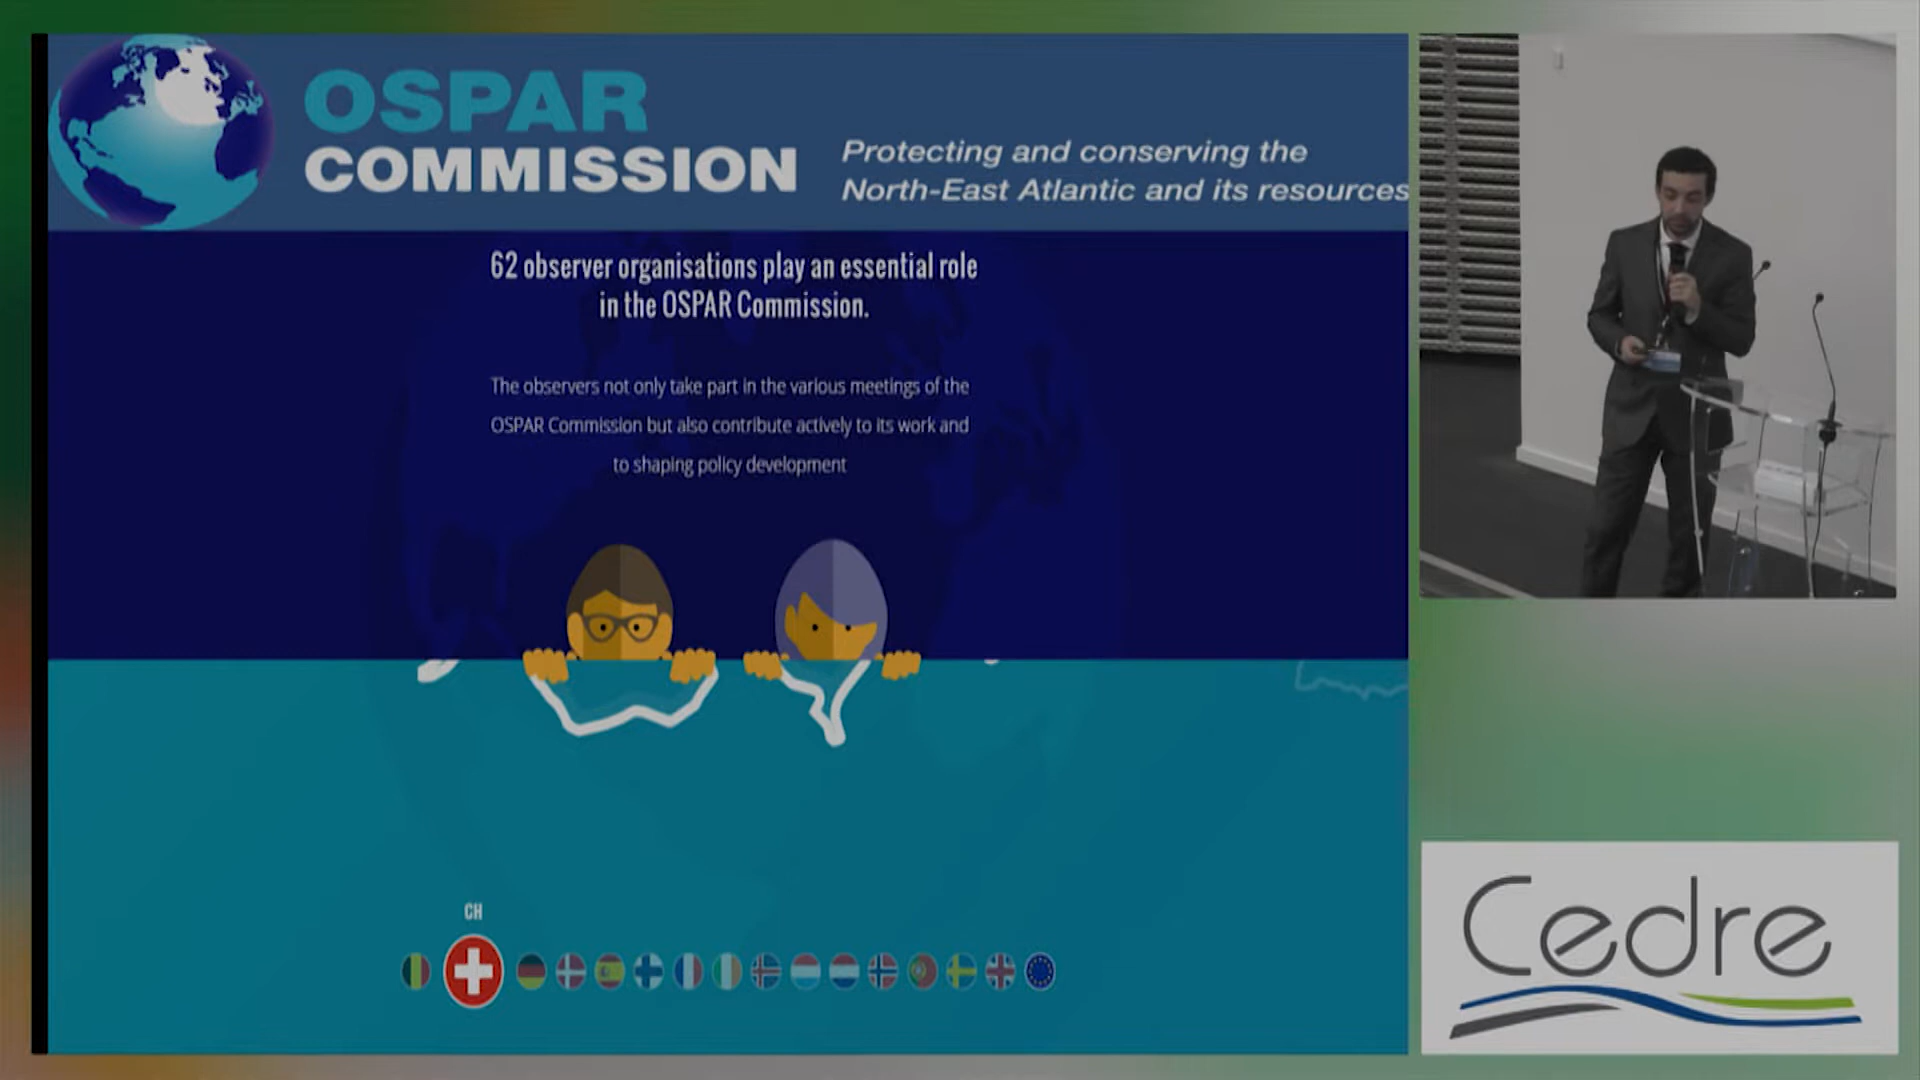 OSPAR
COMMISSION
Protecting and conserving the
North-East Atlantic and its resources
62 observer organisations play an essential role
in the OSPAR Commission.
The observers not only take part in the various meetings of the
OSPAR Commission but also contribute actively to its work and
to shaping policy development
CH
Cedre